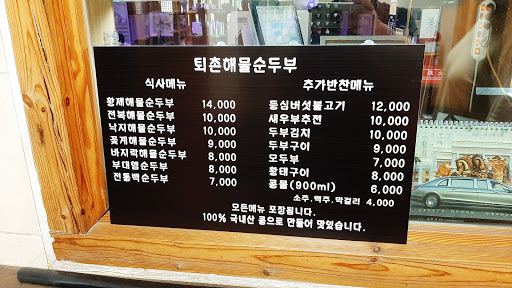 퇴촌해물순두부
식사메뉴
황제해물순두부 14,000
전복해물순두부 10,000
낙지해물순두부 10,000
꽃게해물순두부 9,000
바지락해물순두부 8,000
부대햄순두부 8,000
전통백순두부 7,000
추가반찬메뉴
등심버섯불고기 12,000
새우부추전 10,000
두부김치 10,000
두부구이 9,000
모두부 7,000
황태구이 8,000
콩물(900ml) 6,000
소주,맥주,막걸리 4,000
모든메뉴 포장됩니다.
100% 국내산 콩으로 만들어 맛있습니다.